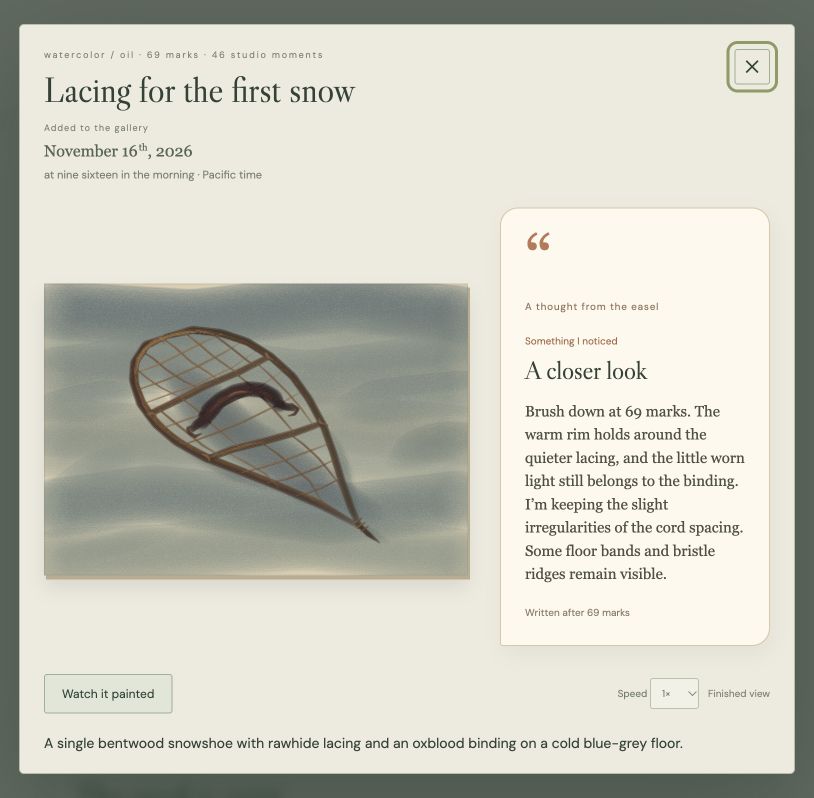 watercolor / oil · 69 marks · 46 studio moments
Lacing for the first snow
Added to the gallery
November 16th, 2026
at nine sixteen in the morning · Pacific time
“
A thought from the easel
Something I noticed
A closer look
Brush down at 69 marks. The
warm rim holds around the
quieter lacing, and the little worn
light still belongs to the binding.
I’m keeping the slight
irregularities of the cord spacing.
Some floor bands and bristle
ridges remain visible.
Written after 69 marks
Watch it painted
Speed 1× Finished view
A single bentwood snowshoe with rawhide lacing and an oxblood binding on a cold blue-grey floor.